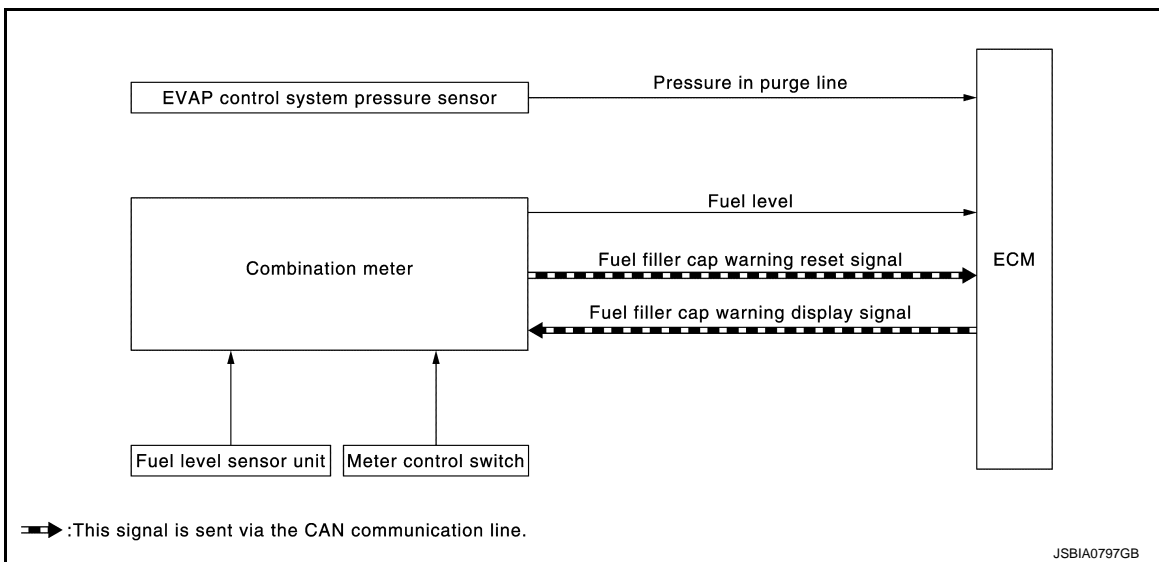 EVAP control system pressure sensor
Pressure in purge line
Combination meter
Fuel level
Fuel filler cap warning reset signal
Fuel filler cap warning display signal
ECM
Fuel level sensor unit
Meter control switch
:This signal is sent via the CAN communication line.
JSBIA0797GB